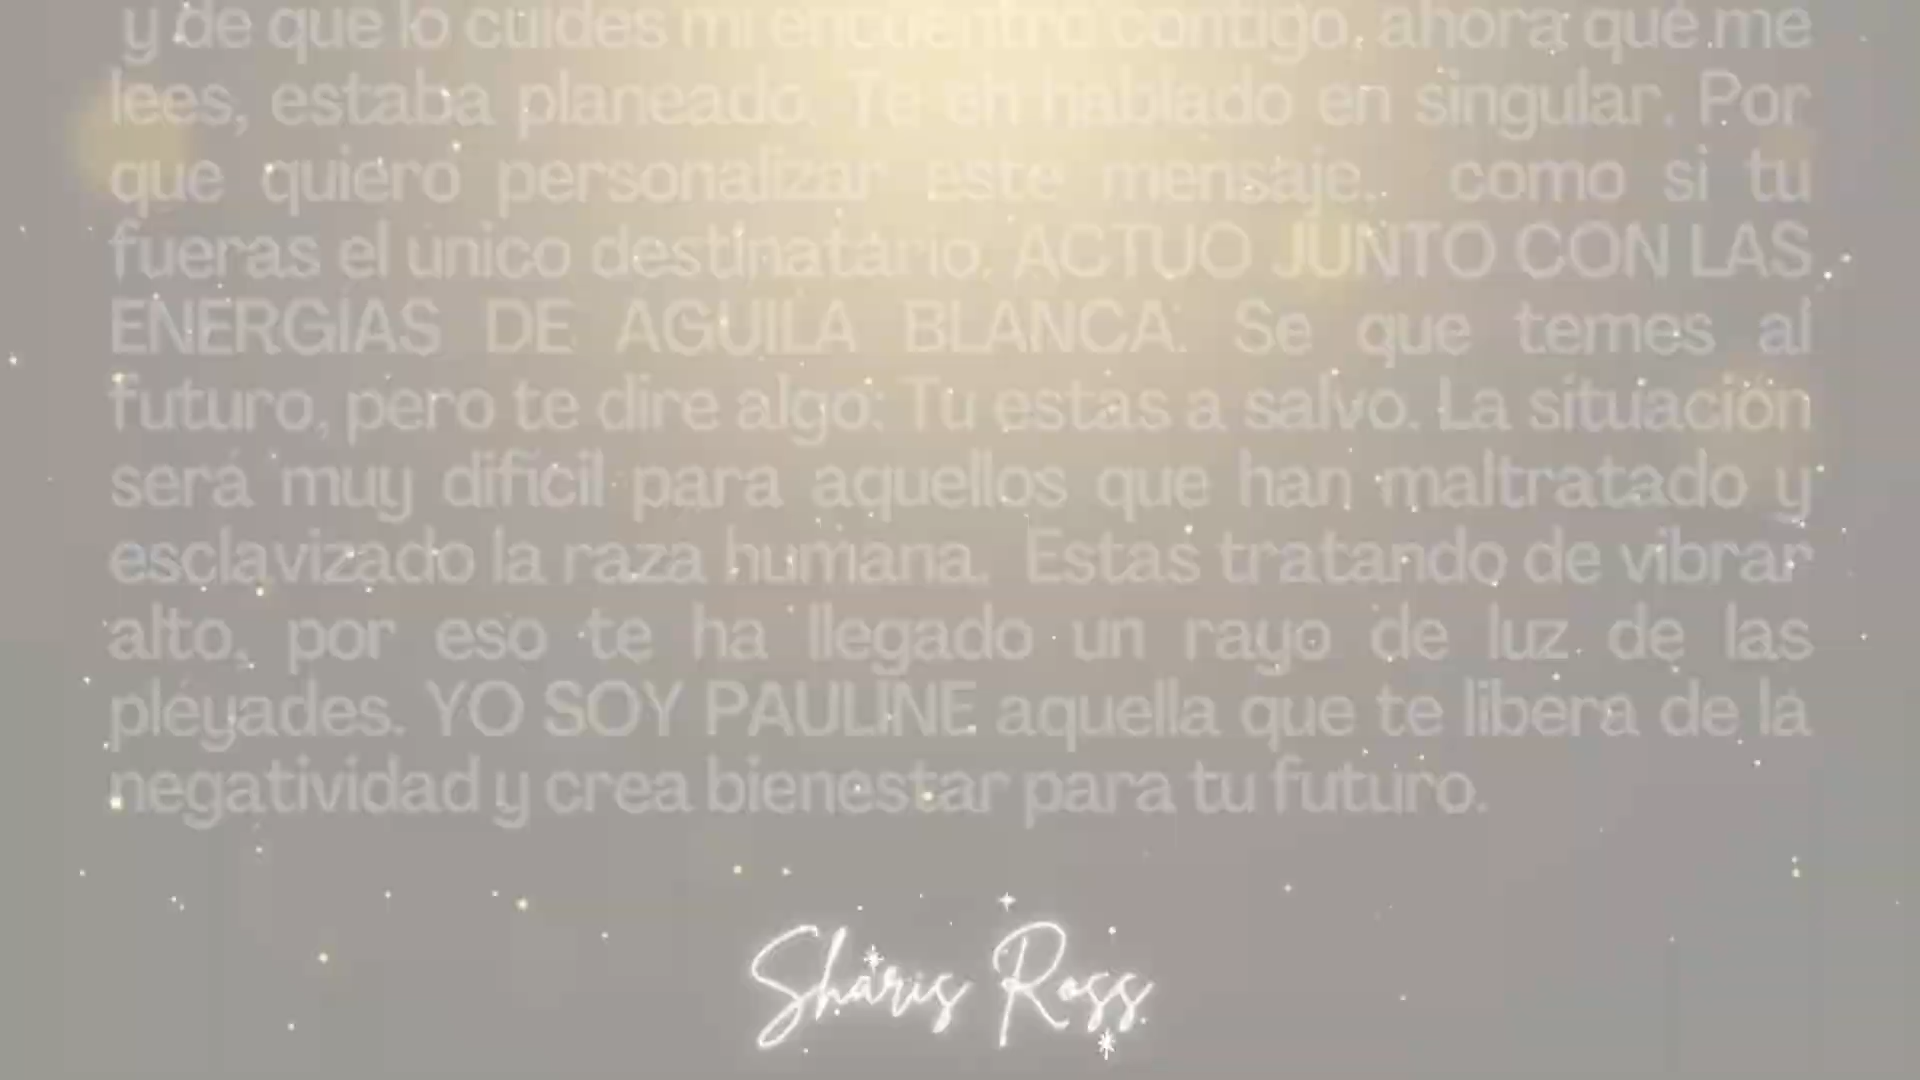 y de que lo cuides mi encuentro contigo, ahora que me
lees, estaba planeado. Te eh hablado en singular. Por
que quiero personalizar este mensaje.. como si tu
fueras el único destinatario. ACTUO JUNTO CON LAS
ENERGÍAS DE AGUILA BLANCA. Se que temes al
futuro, pero te dire algo: Tu estas a salvo. La situación
será muy difícil para aquellos que han maltratado y
esclavizado la raza humana. Estas tratando de vibrar
alto, por eso te ha llegado un rayo de luz de las
pléyades. YO SOY PAULINE aquella que te libera de la
negatividad y crea bienestar para tu futuro.
Sharis Ross